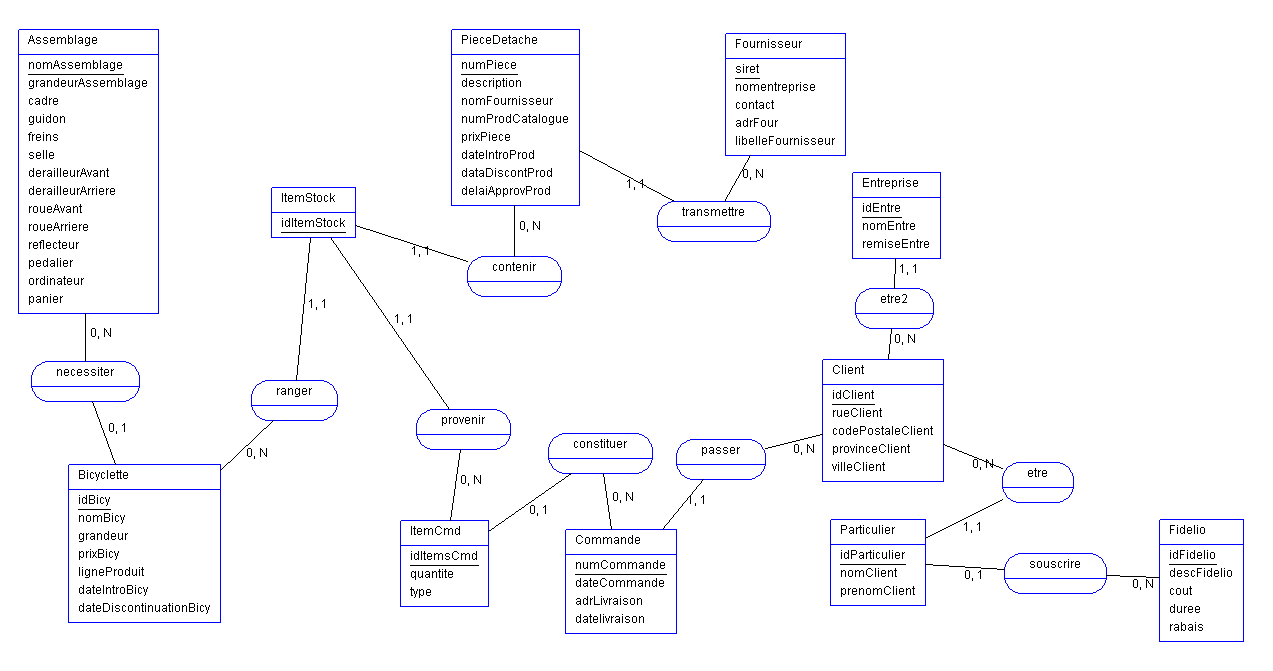 Assemblage
nomAssemblage
grandeurAssemblage
cadre
guidon
freins
selle
derailleurAvant
derailleurArriere
roueAvant
roueArriere
reflecteur
pedalier
ordinateur
panier
0, N
necessiter
0, 1
Bicyclette
idBicy
nomBicy
grandeur
prixBicy
ligneProduit
dateIntroBicy
dateDiscontinuationBicy
ItemStock
idItemStock
1, 1
ranger
0, N
1, 1
contenir
0, N
PieceDetache
numPiece
description
nomFournisseur
numProdCatalogue
prixPiece
dateIntroProd
dataDiscontProd
delaiApprovProd
1, 1
transmettre
0, N
Fournisseur
siret
nomentreprise
contact
adrFour
libelleFournisseur
1, 1
provenir
0, N
ItemCmd
idItemsCmd
quantite
type
0, 1
constituer
0, N
Commande
numCommande
dateCommande
adrLivraison
datelivraison
1, 1
passer
0, N
Entreprise
idEntre
nomEntre
remiseEntre
1, 1
etre2
0, N
Client
idClient
rueClient
codePostaleClient
provinceClient
villeClient
0, N
etre
1, 1
Particulier
idParticulier
nomClient
prenomClient
0, 1
souscrire
0, N
Fidelio
idFidelio
descFidelio
cout
duree
rabais